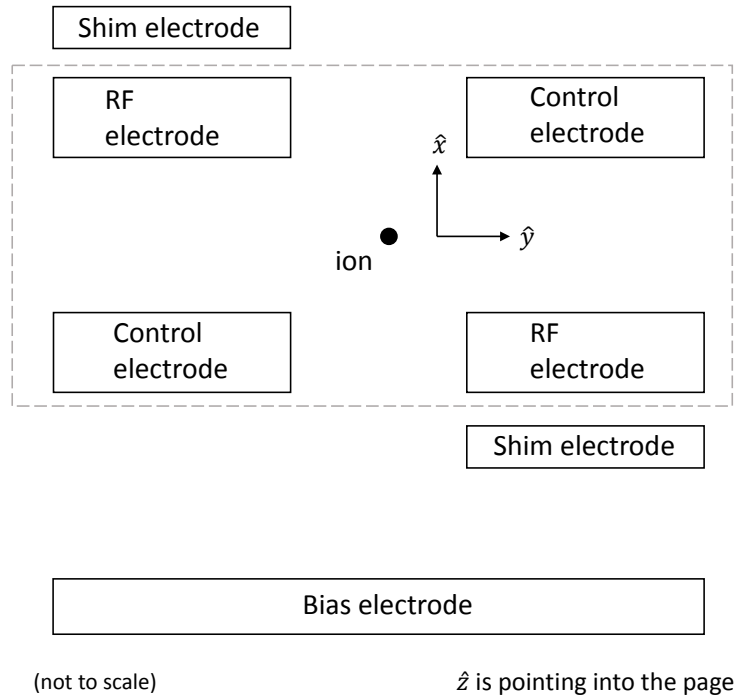 Shim electrode
RF
electrode
Control
electrode
x̂
ŷ
ion
Control
electrode
RF
electrode
Shim electrode
Bias electrode
(not to scale)
ẑ is pointing into the page